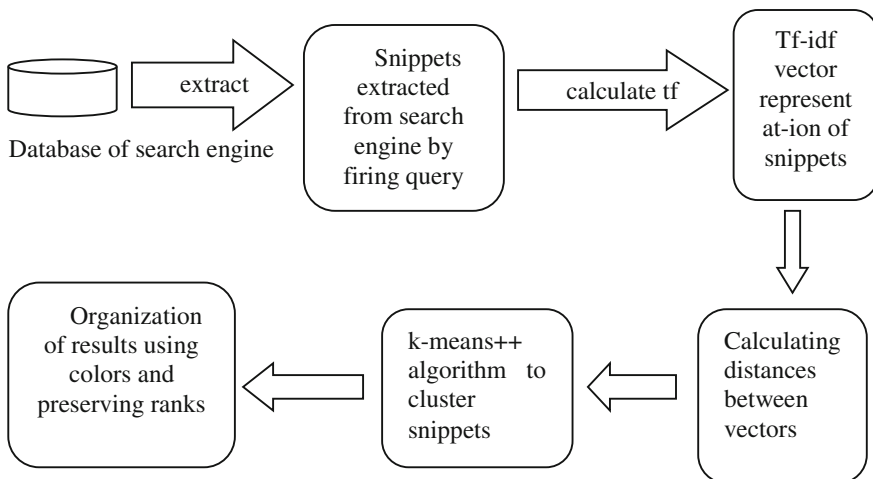 extract
Database of search engine
Snippets
extracted
from search
engine by
firing query
calculate tf
Tf-idf
vector
represent
at-ion of
snippets
Calculating
distances
between
vectors
k-means++
algorithm to
cluster
snippets
Organization
of results using
colors and
preserving ranks